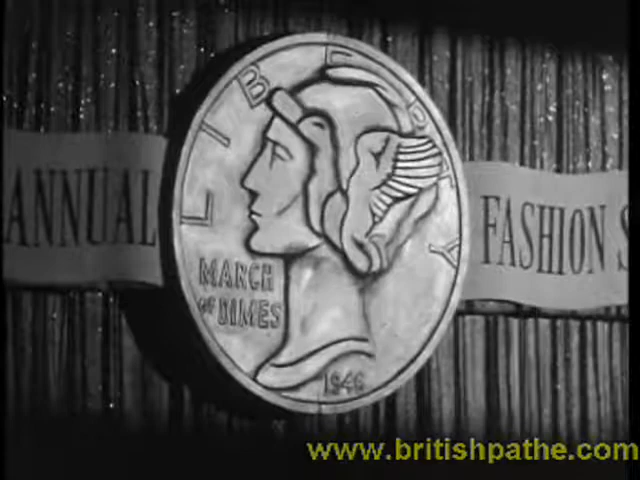 LIBERTY
ANNUAL
FASHION S
MARCH
OF DIMES
1946
www.britishpathe.com